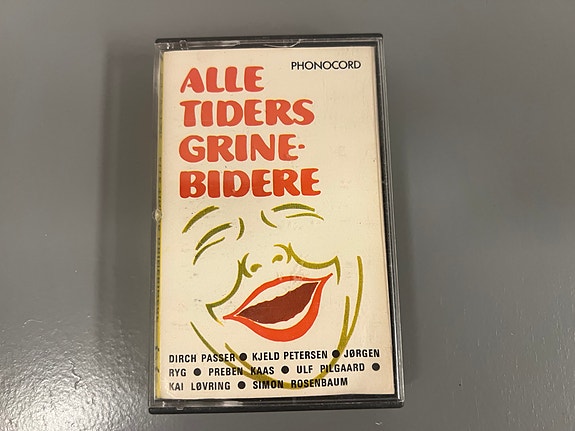 PHONOCORD
ALLE
TIDERS
GRINE-
BIDERE
DIRCH PASSER ● KJELD PETERSEN ● JØRGEN
RYG ● PREBEN KAAS ● ULF PILGAARD ●
KAI LØVRING ● SIMON ROSENBAUM